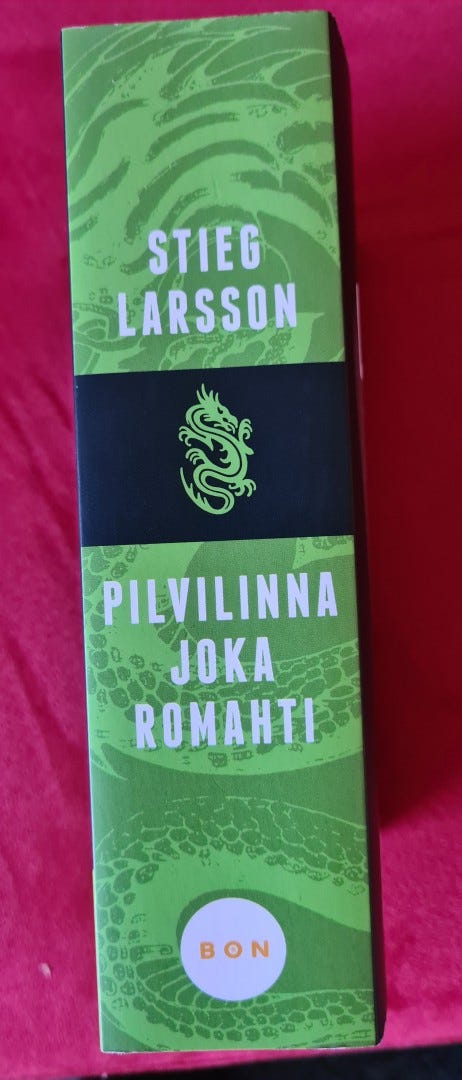 STIEG
LARSSON
PILVILINNA
JOKA
ROMAHTI
BON